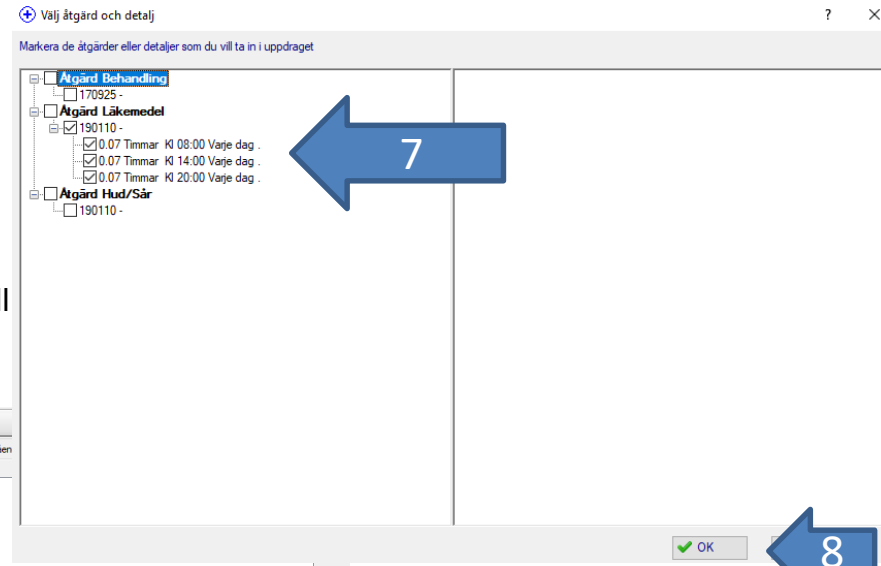 Välj åtgärd och detalj
Markera de åtgärder eller detaljer som du vill ta in i uppdraget
Åtgärd Behandling
170925 -
Åtgärd Läkemedel
190110 -
0.07 Timmar Kl 08:00 Varje dag .
0.07 Timmar Kl 14:00 Varje dag .
0.07 Timmar Kl 20:00 Varje dag .
Åtgärd Hud/Sår
190110 -
7
OK
8